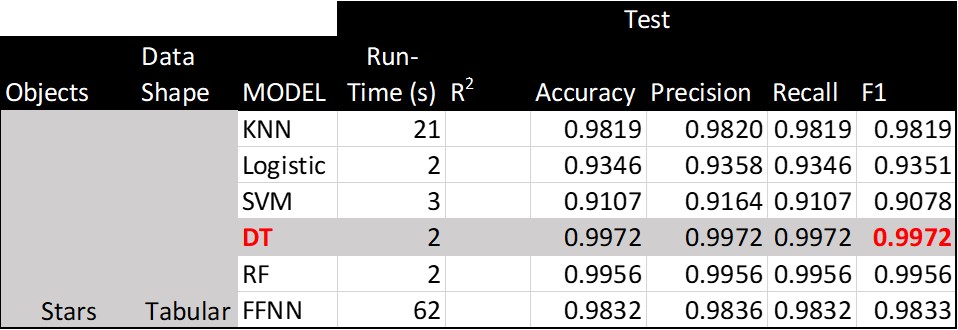 Test
Objects Data Shape MODEL Run-Time (s) R² Accuracy Precision Recall F1
KNN 21 0.9819 0.9820 0.9819 0.9819
Logistic 2 0.9346 0.9358 0.9346 0.9351
SVM 3 0.9107 0.9164 0.9107 0.9078
DT 2 0.9972 0.9972 0.9972 0.9972
RF 2 0.9956 0.9956 0.9956 0.9956
Stars Tabular FFNN 62 0.9832 0.9836 0.9832 0.9833